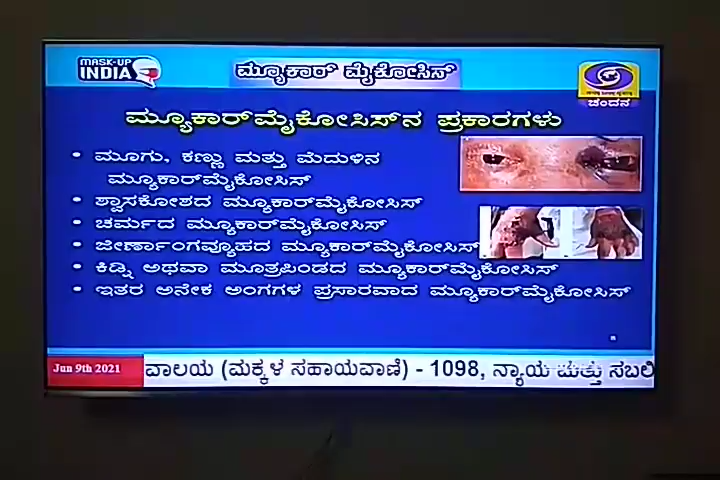 MASK-UP
INDIA
ಮ್ಯೂಕಾರ್ ಮೈಕೋಸಿಸ್
ಚಂದನ
ಮ್ಯೂಕಾರ್‌ಮೈಕೋಸಿಸ್‌ನ ಪ್ರಕಾರಗಳು
• ಮೂಗು, ಕಣ್ಣು ಮತ್ತು ಮೆದುಳಿನ
ಮ್ಯೂಕಾರ್‌ಮೈಕೋಸಿಸ್
• ಶ್ವಾಸಕೋಶದ ಮ್ಯೂಕಾರ್‌ಮೈಕೋಸಿಸ್
• ಚರ್ಮದ ಮ್ಯೂಕಾರ್‌ಮೈಕೋಸಿಸ್
• ಜೀರ್ಣಾಂಗವ್ಯೂಹದ ಮ್ಯೂಕಾರ್‌ಮೈಕೋಸಿಸ್
• ಕಿಡ್ನಿ ಅಥವಾ ಮೂತ್ರಪಿಂಡದ ಮ್ಯೂಕಾರ್‌ಮೈಕೋಸಿಸ್
• ಇತರ ಅನೇಕ ಅಂಗಗಳ ಪ್ರಸಾರವಾದ ಮ್ಯೂಕಾರ್‌ಮೈಕೋಸಿಸ್
Jun 9th 2021 ವಾಲಯ (ಮಕ್ಕಳ ಸಹಾಯವಾಣಿ) - 1098, ನ್ಯಾಯ ಮತ್ತು ಸಬಲಿ